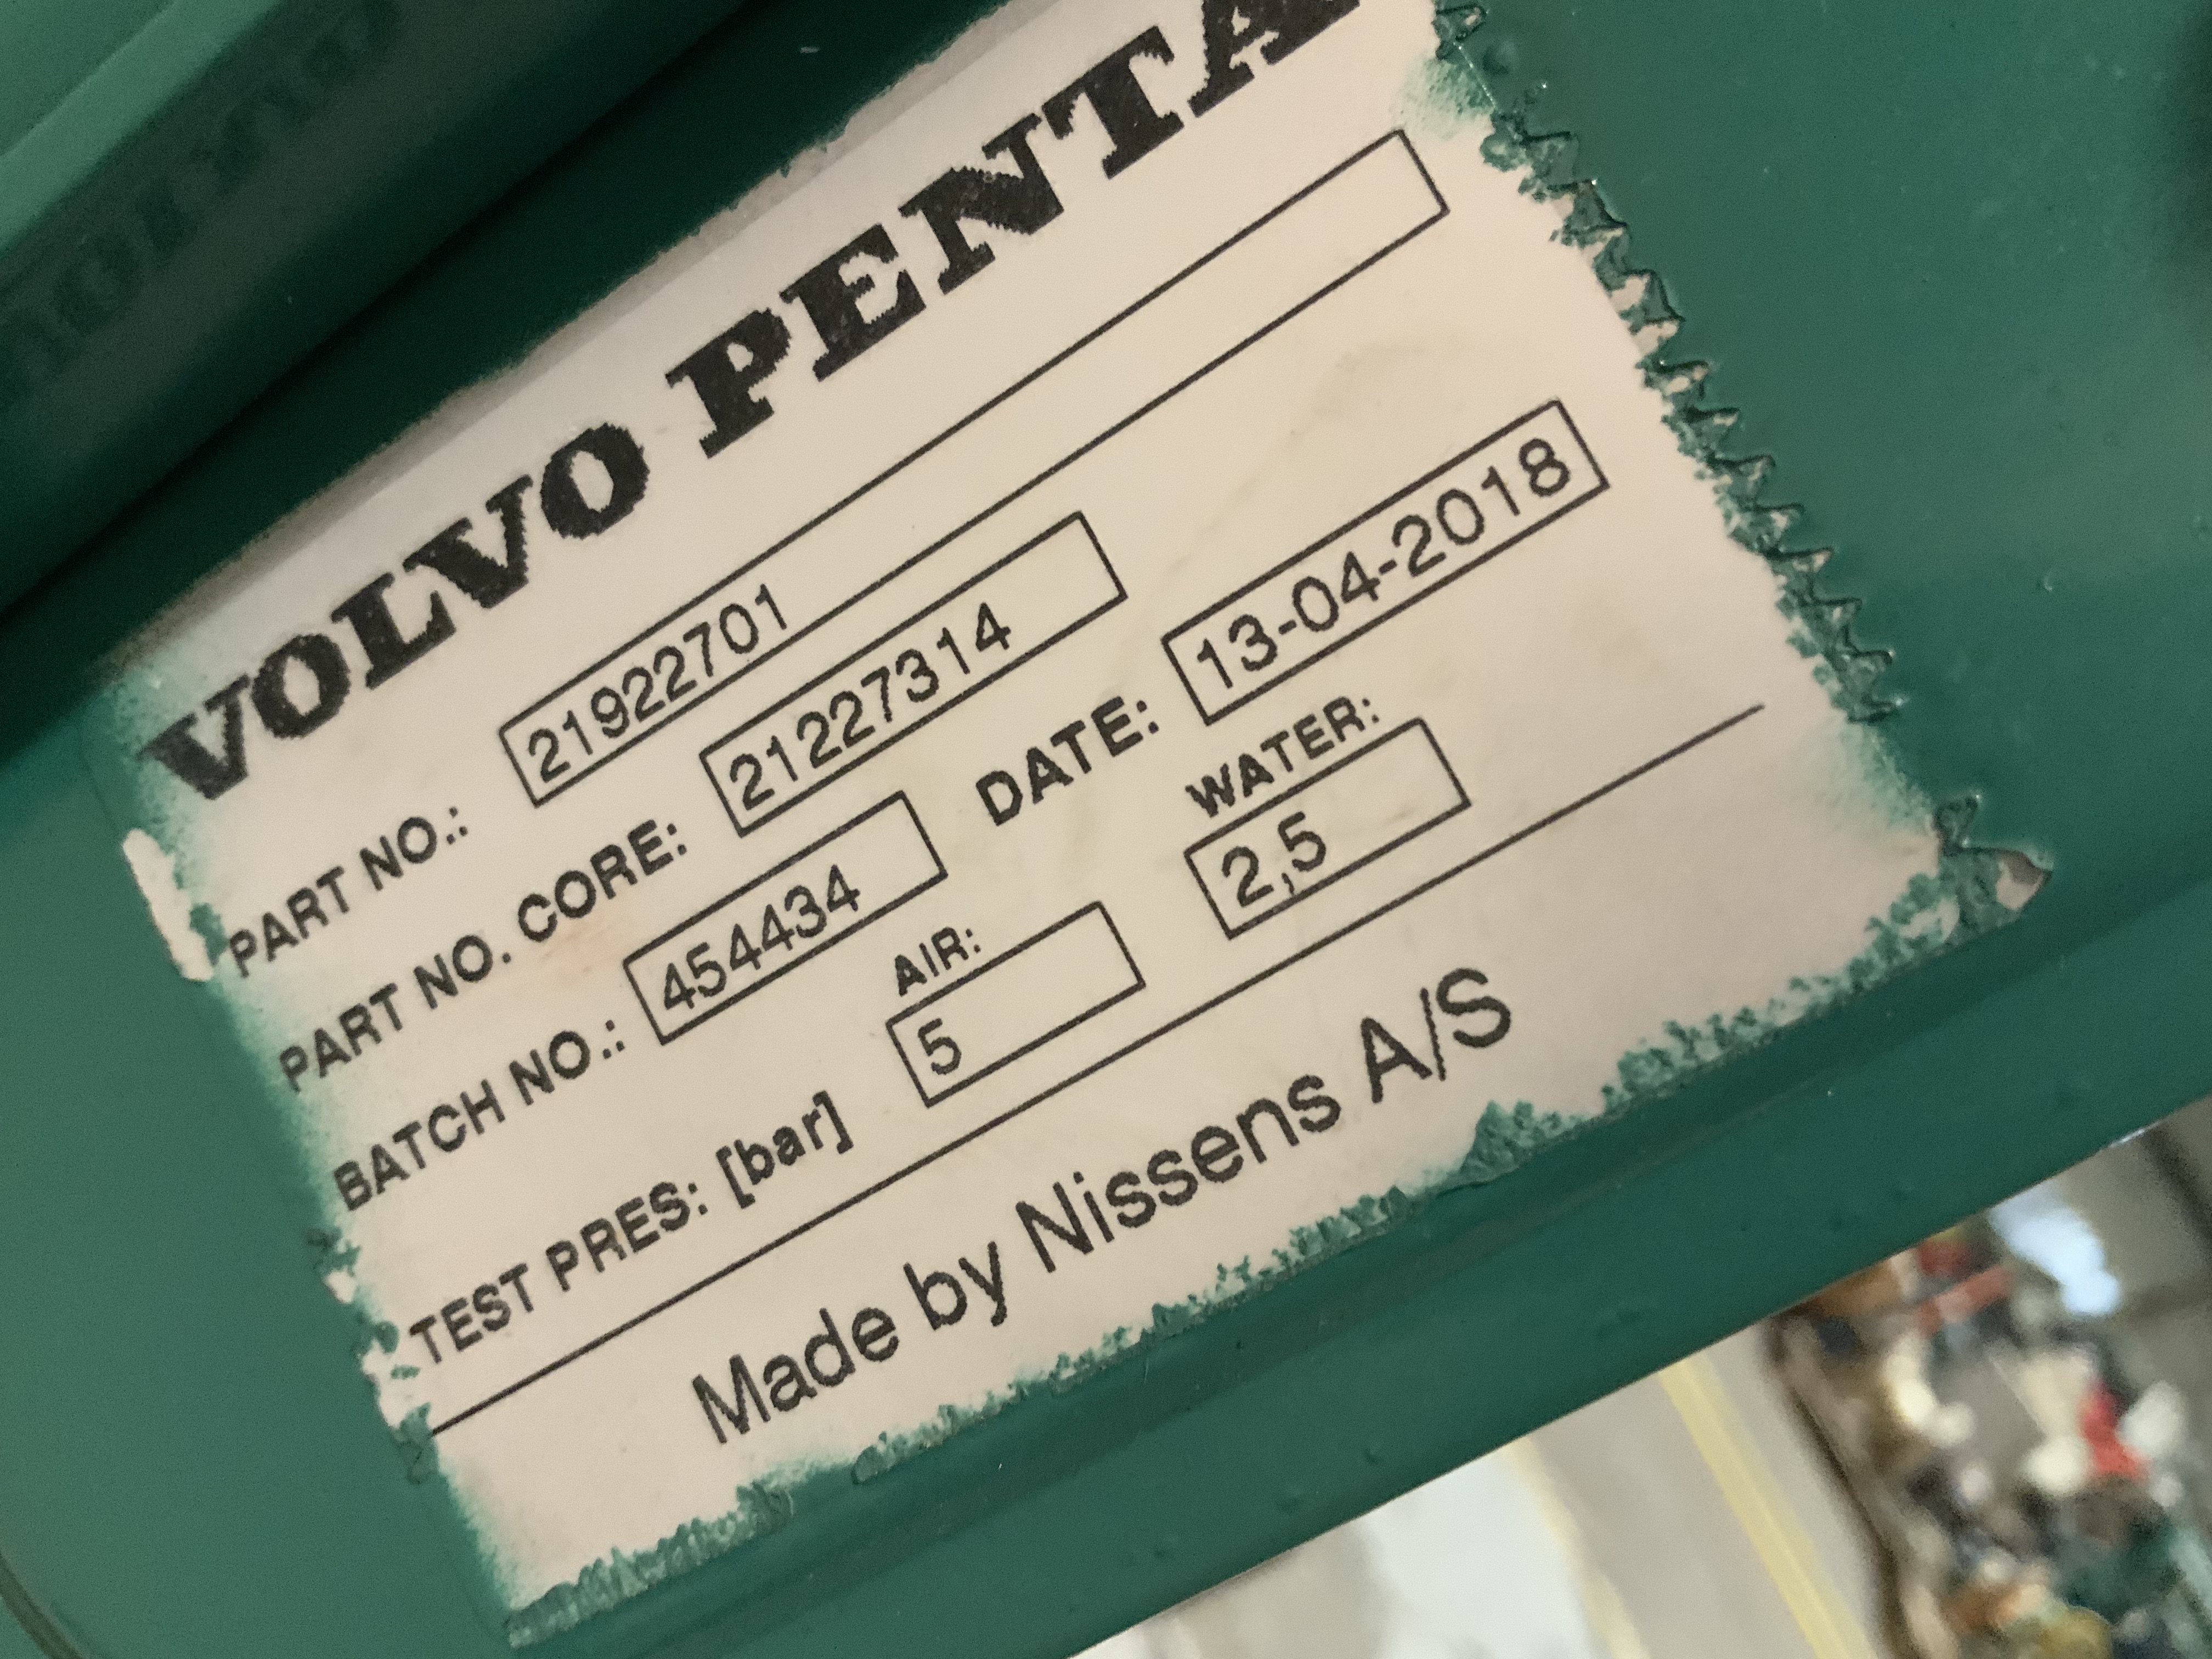 VOLVO PENTA
PART NO.: 21922701
PART NO. CORE: 21227314
BATCH NO.: 454434 DATE: 13-04-2018
TEST PRES: [bar] AIR: 5 WATER: 2,5
Made by Nissens A/S